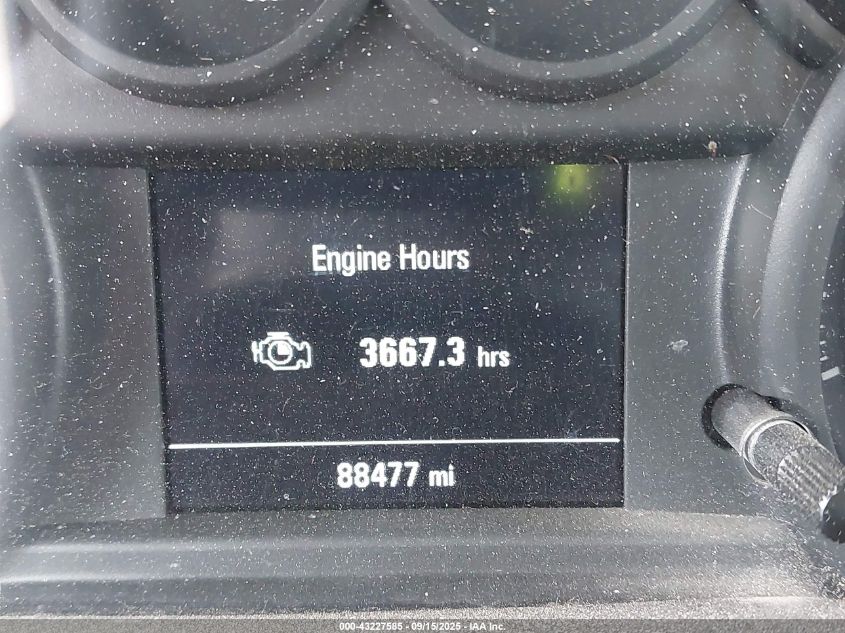 Engine Hours
3667.3 hrs
88477 mi
000-43227585 - 09/15/2025 - IAA Inc.